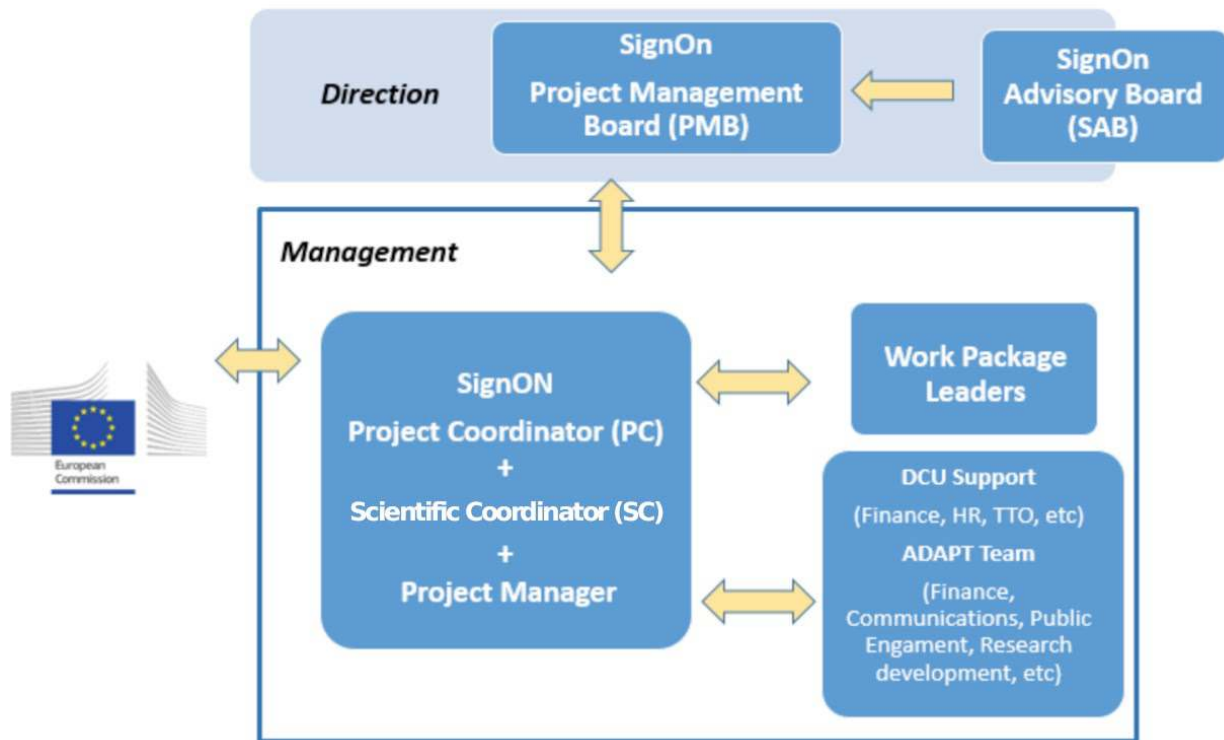 Direction
SignOn
Project Management
Board (PMB)
SignOn
Advisory Board
(SAB)
Management
SignON
Project Coordinator (PC)
+
Scientific Coordinator (SC)
+
Project Manager
Work Package
Leaders
DCU Support
(Finance, HR, TTO, etc)
ADAPT Team
(Finance,
Communications, Public
Engament, Research
development, etc)
European
Commission